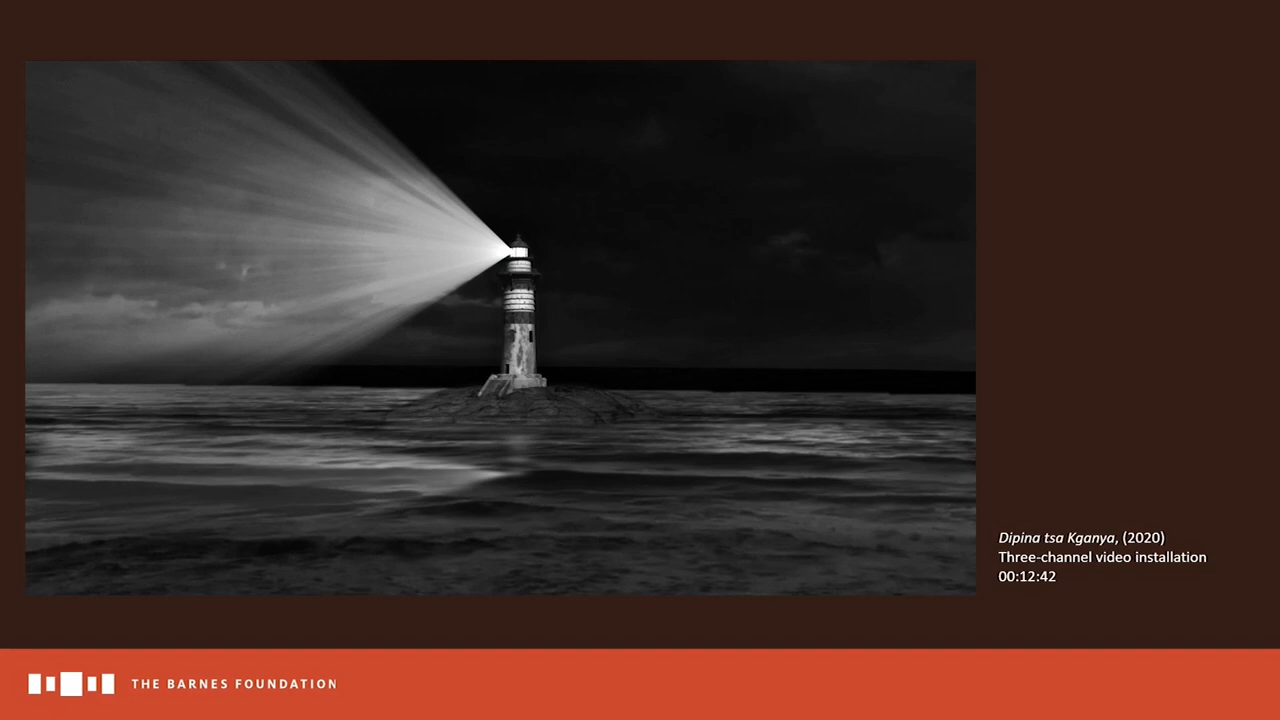 Dipina tsa Kganya, (2020)
Three-channel video installation
00:12:42
THE BARNES FOUNDATION